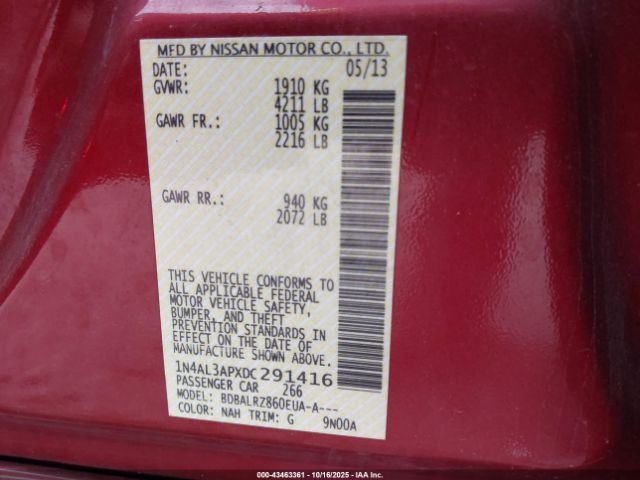 MFD BY NISSAN MOTOR CO., LTD.
DATE: 05/13
GVWR: 1910 KG
4211 LB
GAWR FR.: 1005 KG
2216 LB
GAWR RR.: 940 KG
2072 LB
THIS VEHICLE CONFORMS TO
ALL APPLICABLE FEDERAL
MOTOR VEHICLE SAFETY,
BUMPER, AND THEFT
PREVENTION STANDARDS IN
EFFECT ON THE DATE OF
MANUFACTURE SHOWN ABOVE.
1N4AL3APXDC291416
PASSENGER CAR 266
MODEL: BDBALRZ860EUA-A---
COLOR: NAH TRIM: G 9N00A
000-43463361 - 10/16/2025 - IAA Inc.